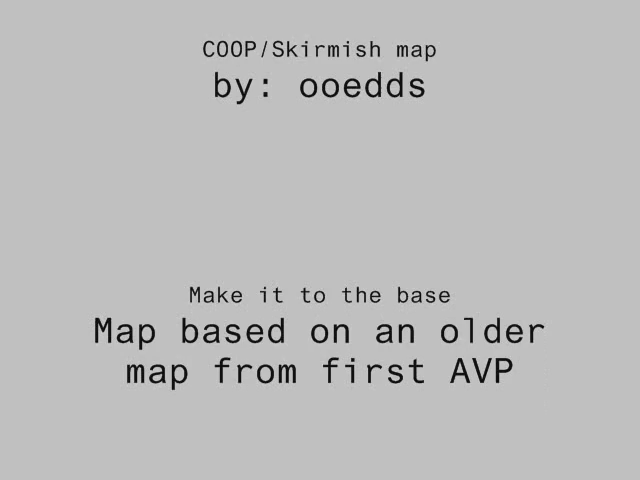 COOP/Skirmish map
by: ooedds
Make it to the base
Map based on an older
map from first AVP